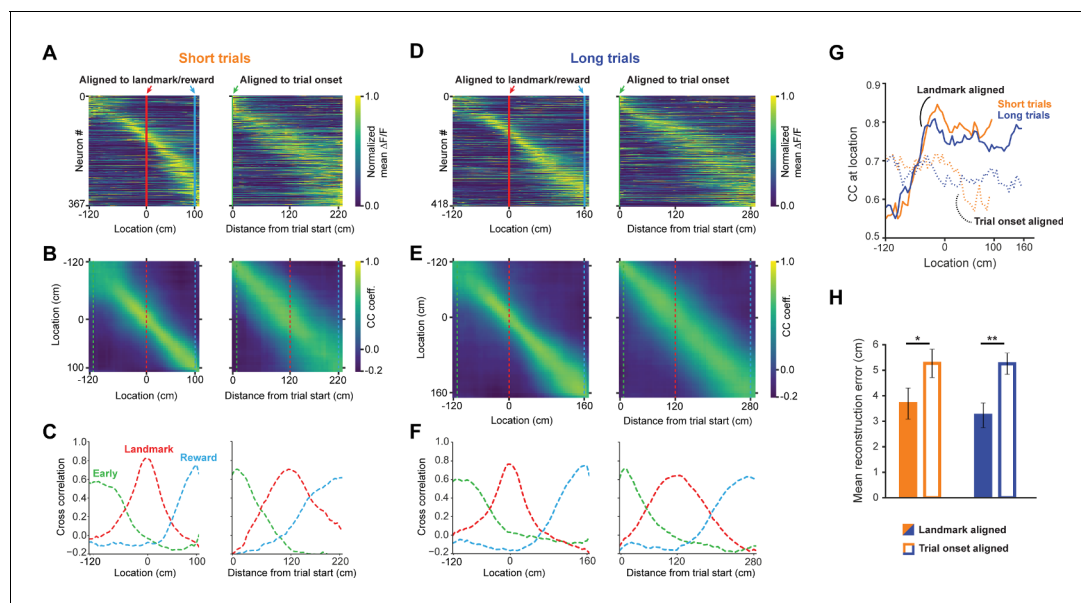 A
Short trials
Aligned to landmark/reward
Aligned to trial onset
0
Neuron #
367
-120
0
100
Location (cm)
0
120
220
Distance from trial start (cm)
1.0
0.0
Normalized
mean ΔF/F
D
Long trials
Aligned to landmark/reward
Aligned to trial onset
0
Neuron #
418
-120
0
160
Location (cm)
0
120
280
Distance from trial start (cm)
1.0
0.0
Normalized
mean ΔF/F
B
-120
0
100
Location (cm)
-120
0
100
Location (cm)
0
120
220
Distance from trial start (cm)
1.0
0.0
-0.2
CC coeff.
E
-120
0
160
Location (cm)
-120
0
160
Location (cm)
0
120
280
Distance from trial start (cm)
1.0
0.0
-0.2
CC coeff.
C
1.0
0.8
0.6
0.4
0.2
0.0
−0.2
Cross correlation
Early
Landmark
Reward
-120
0
100
Location (cm)
0
120
220
Distance from trial start (cm)
F
1.0
0.8
0.6
0.4
0.2
0.0
−0.2
Cross correlation
-120
0
160
Location (cm)
0
120
280
Distance from trial start (cm)
G
0.9
0.8
0.7
0.6
0.5
CC at location
Landmark aligned
Short trials
Long trials
Trial onset aligned
-120
0
100
160
Location (cm)
H
6
5
4
3
2
1
0
Mean reconstruction error (cm)
*
**
Landmark aligned
Trial onset aligned